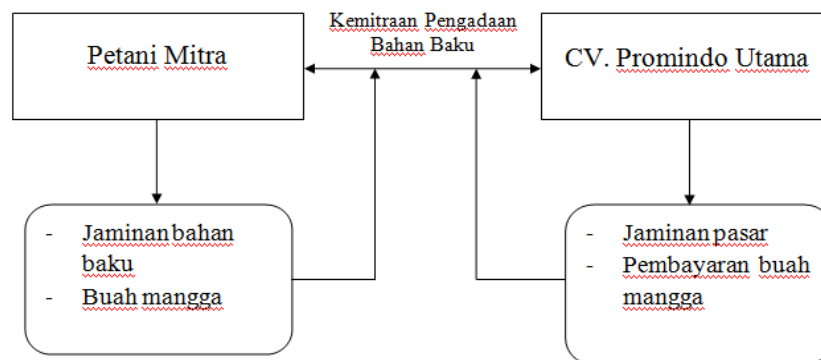 Kemitraan Pengadaan
Bahan Baku
Petani Mitra
CV. Promindo Utama
- Jaminan bahan
baku
- Buah mangga
- Jaminan pasar
- Pembayaran buah
mangga